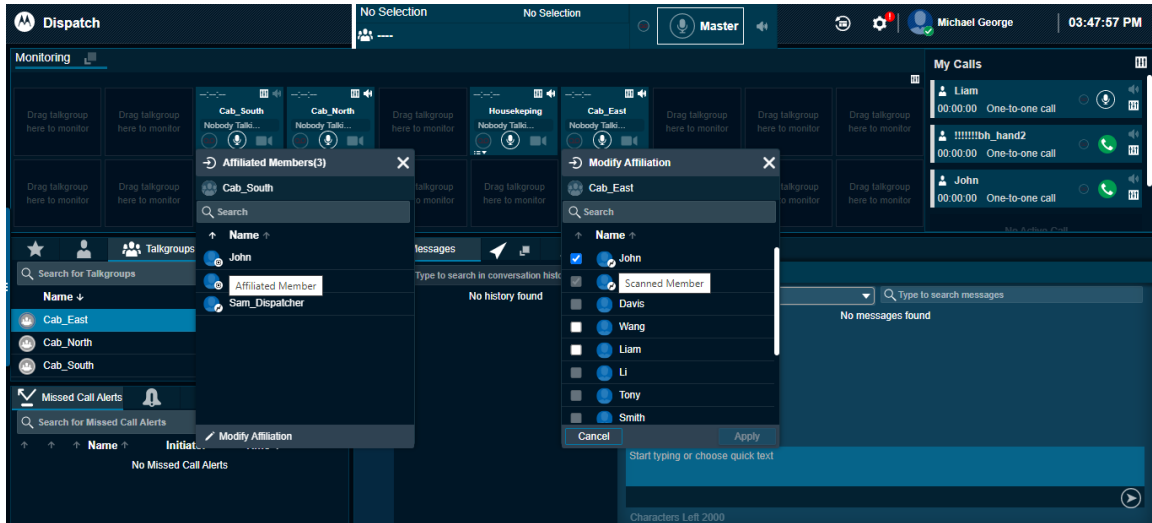 Dispatch
No Selection
No Selection
----
Master
Michael George
03:47:57 PM
Monitoring
Drag talkgroup
here to monitor
Drag talkgroup
here to monitor
--:--:--
Cab_South
Nobody Talki...
--:--:--
Cab_North
Nobody Talki...
Drag talkgroup
here to monitor
--:--:--
Housekeping
Nobody Talki...
--:--:--
Cab_East
Nobody Talki...
Drag talkgroup
here to monitor
Drag talkgroup
here to monitor
Drag talkgroup
here to monitor
Drag talkgroup
here to monitor
Drag talkgroup
here to monitor
talkgroup
o monitor
Drag talkgroup
here to monitor
talkgroup
o monitor
Drag talkgroup
here to monitor
My Calls
Liam
00:00:00 One-to-one call
!!!!!!!bh_hand2
00:00:00 One-to-one call
John
00:00:00 One-to-one call
No Active Call
Affiliated Members(3)
Cab_South
Search
Name
John
Affiliated Member
Sam_Dispatcher
Modify Affiliation
Modify Affiliation
Cab_East
Search
Name
John
Scanned Member
Davis
Wang
Liam
Li
Tony
Smith
Cancel
Apply
Talkgroups
Search for Talkgroups
Name
Cab_East
Cab_North
Cab_South
Missed Call Alerts
Search for Missed Call Alerts
Name
Initiat
No Missed Call Alerts
Messages
Type to search in conversation histo
No history found
Type to search messages
No messages found
Start typing or choose quick text
Characters Left 2000